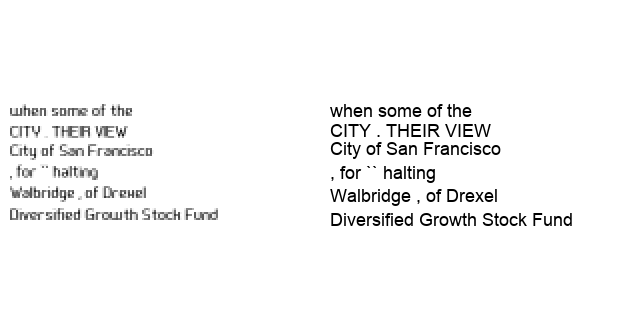 when some of the
CITY . THEIR VIEW
City of San Francisco
, for `` halting
Walbridge , of Drexel
Diversified Growth Stock Fund
when some of the
CITY . THEIR VIEW
City of San Francisco
, for `` halting
Walbridge , of Drexel
Diversified Growth Stock Fund